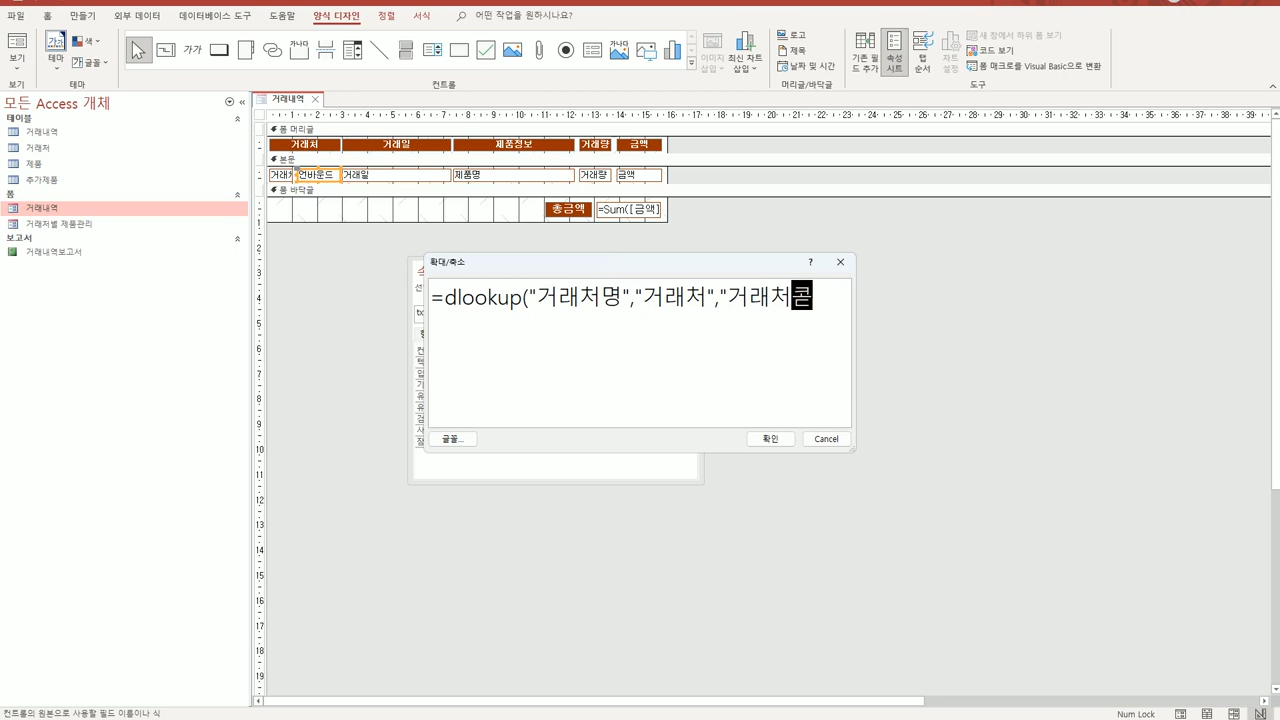 파일 홈 만들기 외부 데이터 데이터베이스 도구 도움말 양식 디자인 정렬 서식 어떤 작업을 원하시나요?
보기 테마 색 글꼴 가가 가나다 이미지 삽입 최신 차트 삽입 로고 제목 날짜 및 시간 기존 필드 추가 속성 시트 탭 순서 차트 설정 새 창에서 하위 폼 보기 코드 보기 폼 매크로를 Visual Basic으로 변환
보기 테마 컨트롤 머리글/바닥글 도구
모든 Access 개체
테이블
거래내역
거래처
제품
추가제품
폼
거래내역
거래처별 제품관리
보고서
거래내역보고서
거래내역
폼 머리글
거래처 거래일 제품정보 거래량 금액
본문
언바운드 거래일 제품명 거래량 금액
폼 바닥글
총금액 =Sum([금액]
확대/축소
=dlookup("거래처명","거래처","거래처콛
글꼴... 확인 Cancel
컨트롤의 원본으로 사용할 필드 이름이나 식
Num Lock